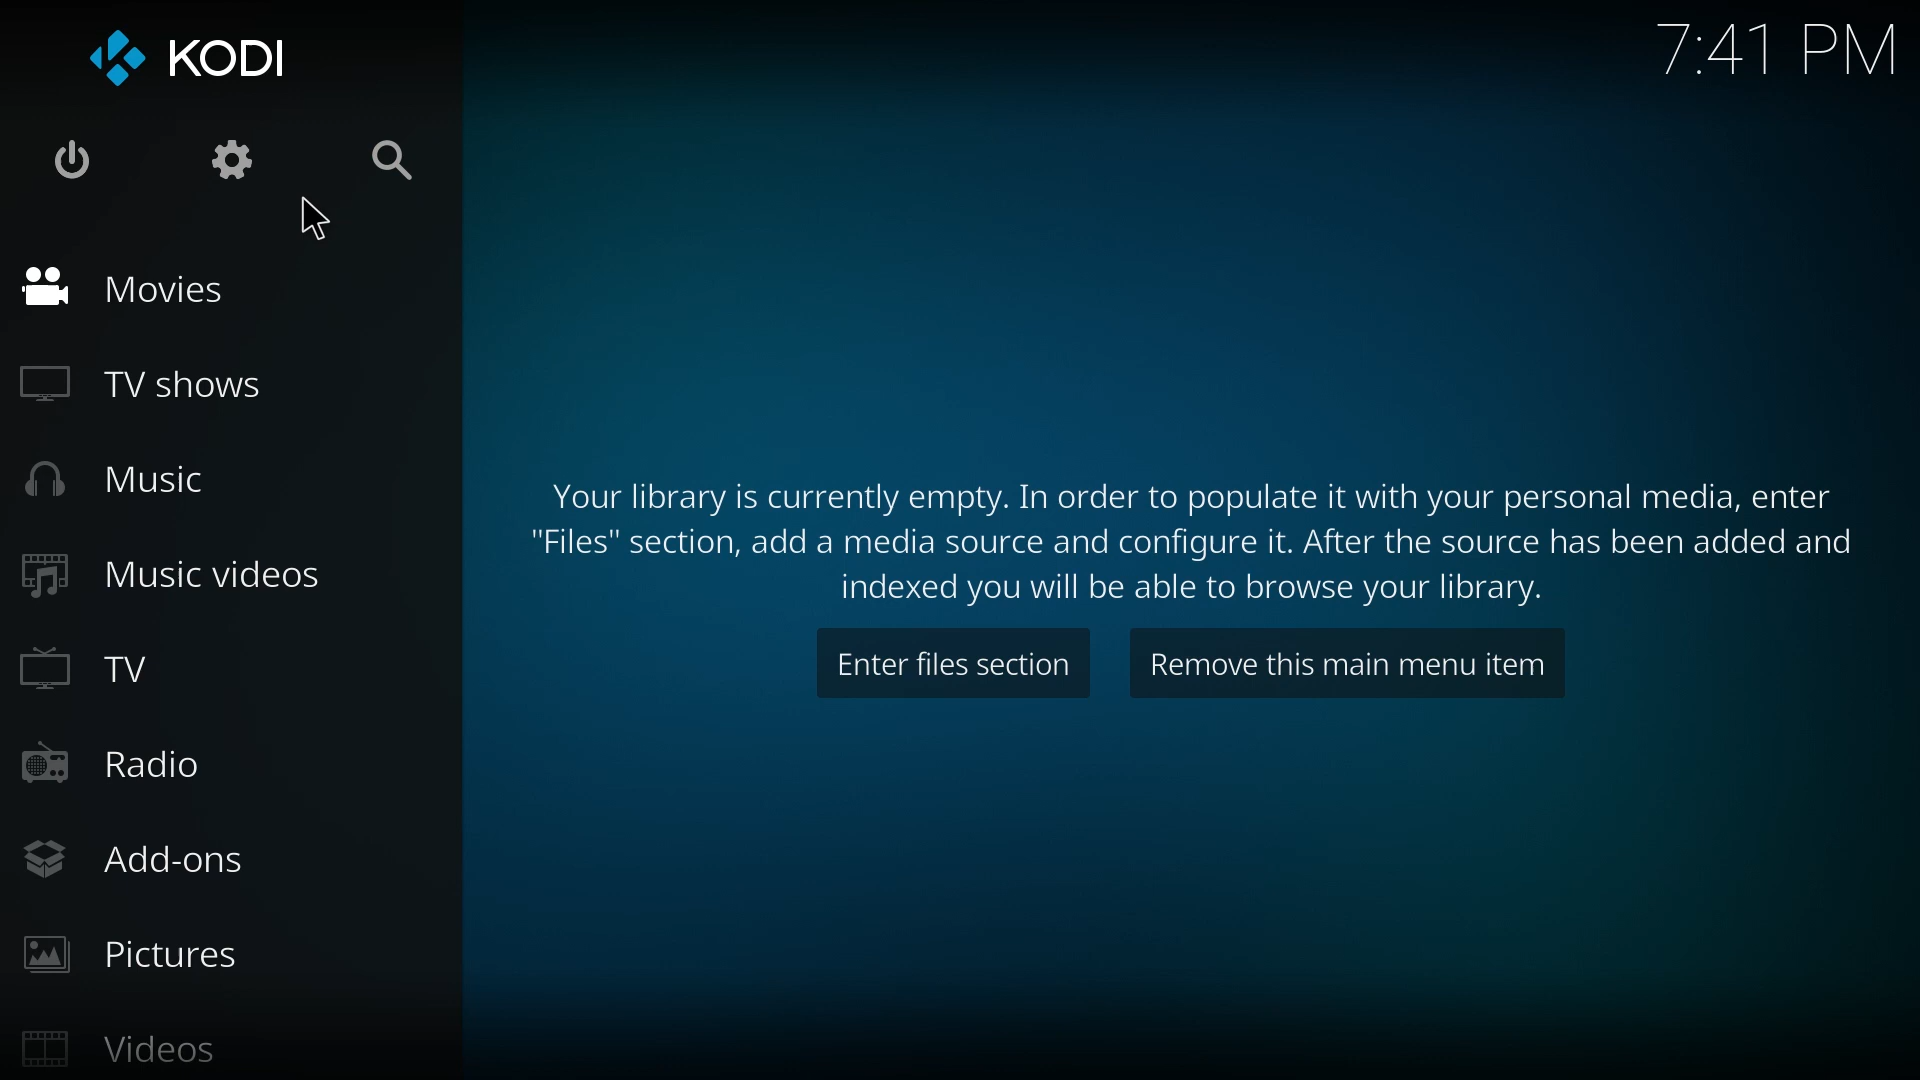 KODI
7:41 PM
Movies
TV shows
Music
Music videos
TV
Radio
Add-ons
Pictures
Videos
Your library is currently empty. In order to populate it with your personal media, enter
"Files" section, add a media source and configure it. After the source has been added and
indexed you will be able to browse your library.
Enter files section
Remove this main menu item